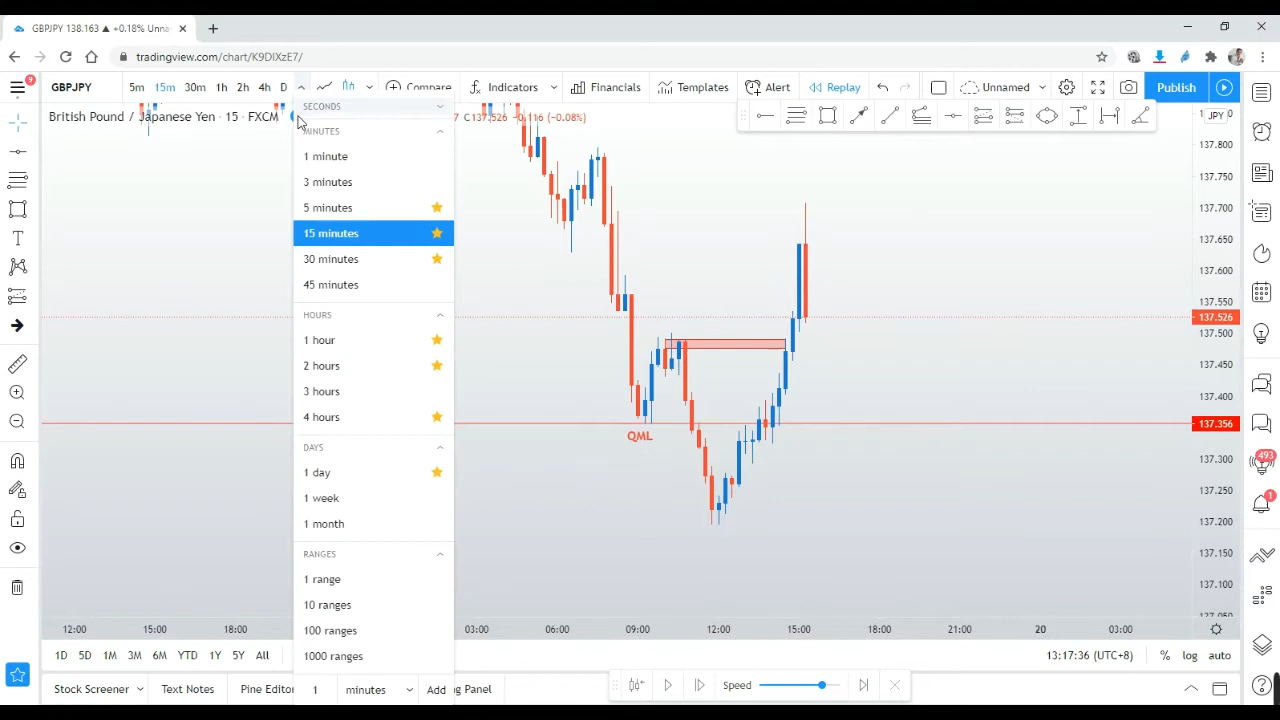 GBPJPY 138.163 ▲ +0.18% Unna
tradingview.com/chart/K9DIXzE7/
9
GBPJPY 5m 15m 30m 1h 2h 4h D Compare Indicators Financials Templates Alert Replay Unnamed Publish
British Pound / Japanese Yen · 15 · FXCM
7 C137.526 -0.116 (-0.08%)
JPY
SECONDS
MINUTES
1 minute
3 minutes
5 minutes
15 minutes
30 minutes
45 minutes
HOURS
1 hour
2 hours
3 hours
4 hours
DAYS
1 day
1 week
1 month
RANGES
1 range
10 ranges
100 ranges
1000 ranges
1 minutes Add
QML
137.800
137.750
137.700
137.650
137.600
137.550
137.526
137.500
137.450
137.400
137.356
137.300
137.250
137.200
137.150
137.100
137.050
493
1
12:00 15:00 18:00 03:00 06:00 09:00 12:00 15:00 18:00 21:00 20 03:00
1D 5D 1M 3M 6M YTD 1Y 5Y All
13:17:36 (UTC+8) % log auto
Stock Screener Text Notes Pine Editor
g Panel
Speed